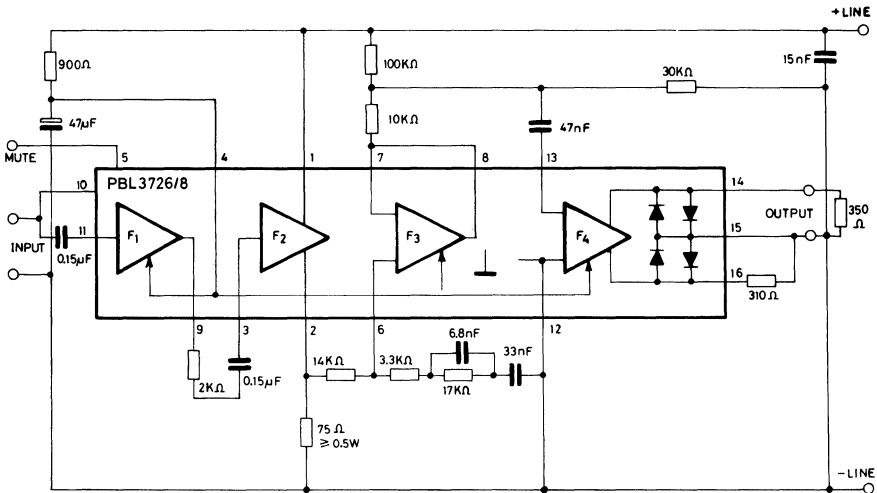 +LINE
900Ω
100KΩ
15nF
30KΩ
47µF
10KΩ
47nF
MUTE
5
4
1
7
8
13
PBL3726/8
10
14
11
F1
F2
F3
F4
15
OUTPUT
350
Ω
INPUT
0.15µF
16
310Ω
9
3
2
6
12
6.8nF
14KΩ
3.3KΩ
33nF
2KΩ
0.15µF
17KΩ
75 Ω
≥ 0.5W
-LINE